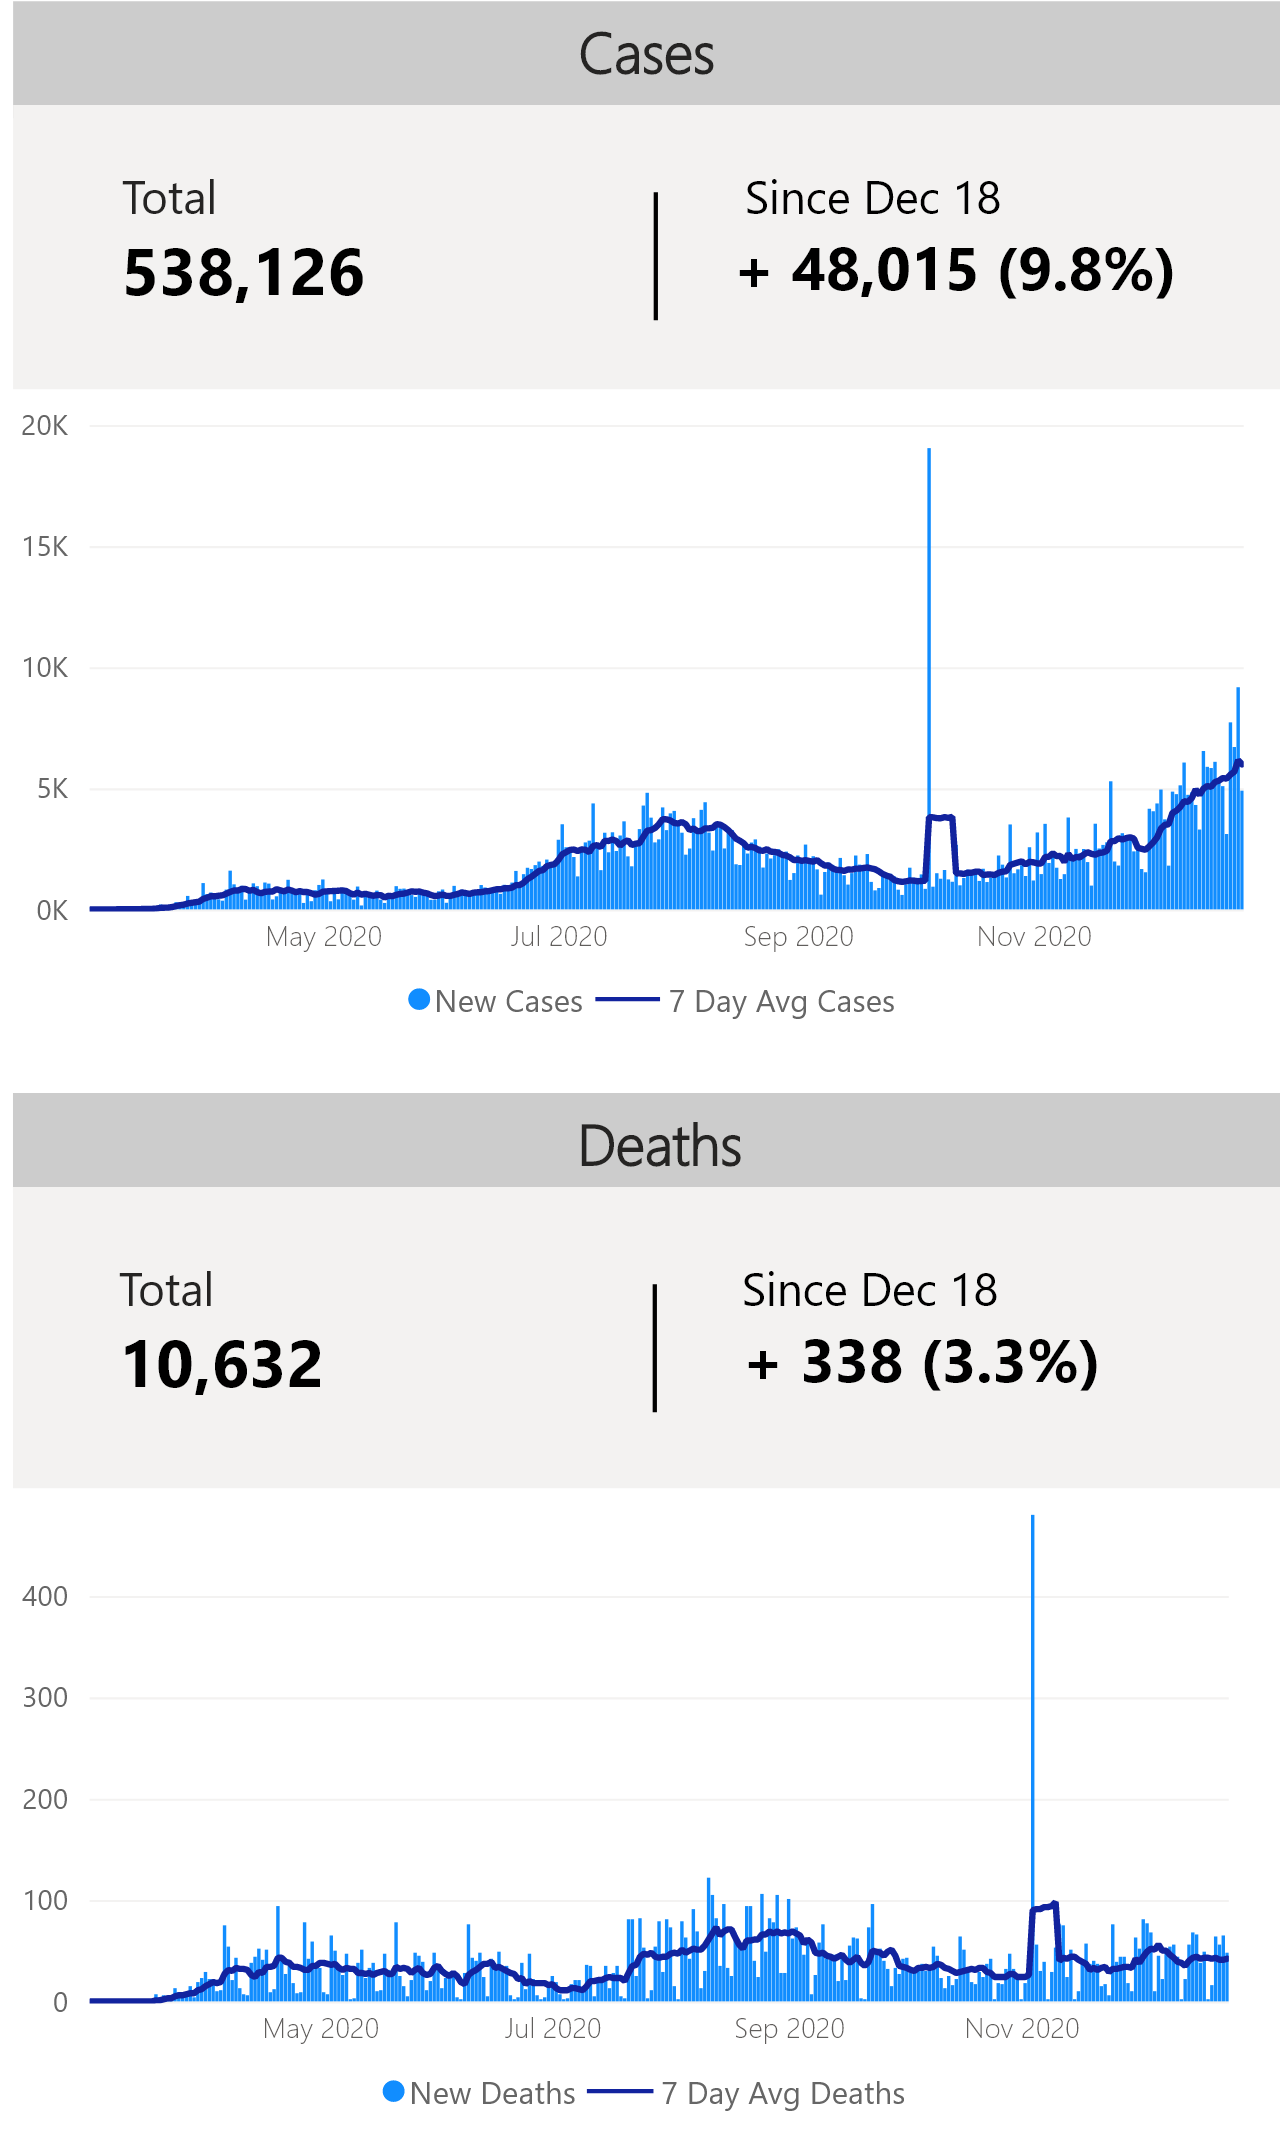 Cases
Total
Since Dec 18
538,126
+ 48,015 (9.8%)
20K
15K
10K
5K
0K
May 2020
Jul 2020
Sep 2020
Nov 2020
New Cases
7 Day Avg Cases
Deaths
Total
Since Dec 18
10,632
+ 338 (3.3%)
400
300
200
100
0
May 2020
Jul 2020
Sep 2020
Nov 2020
New Deaths
7 Day Avg Deaths